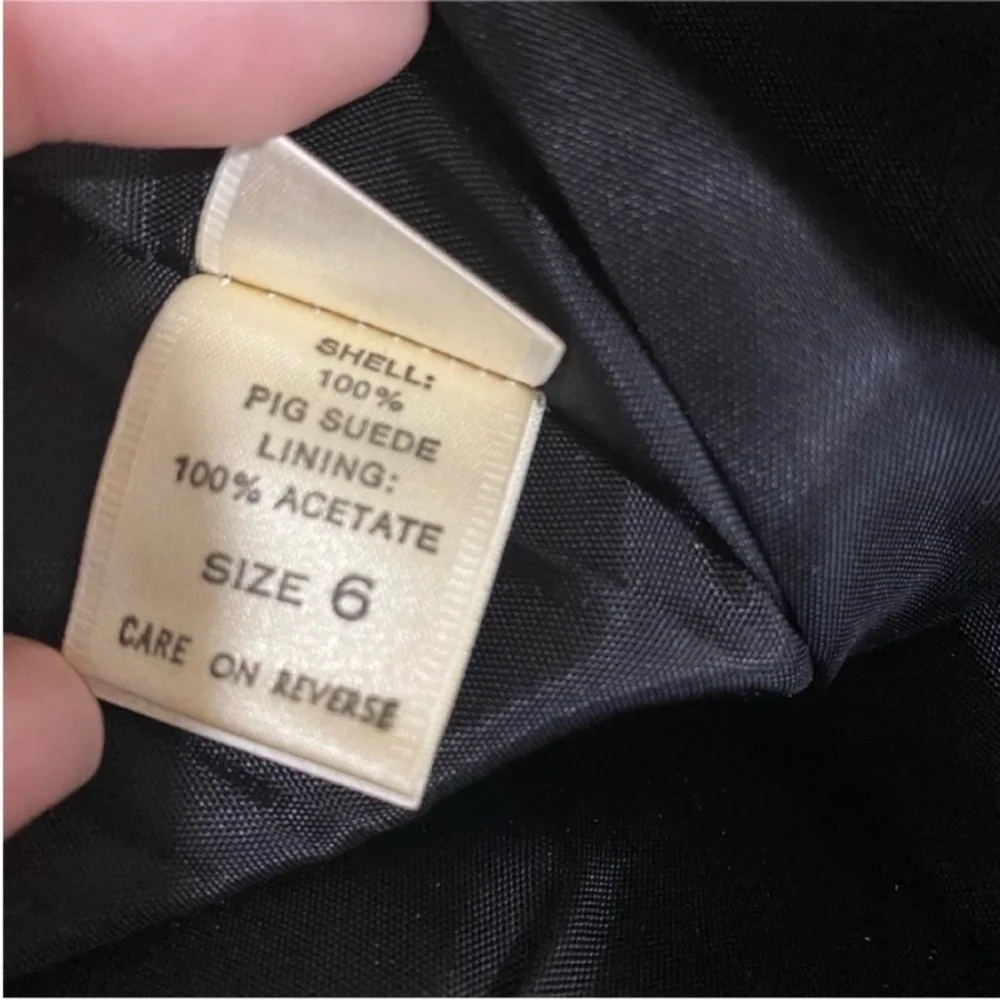 SHELL:
100%
PIG SUEDE
LINING:
100% ACETATE
SIZE 6
CARE ON REVERSE